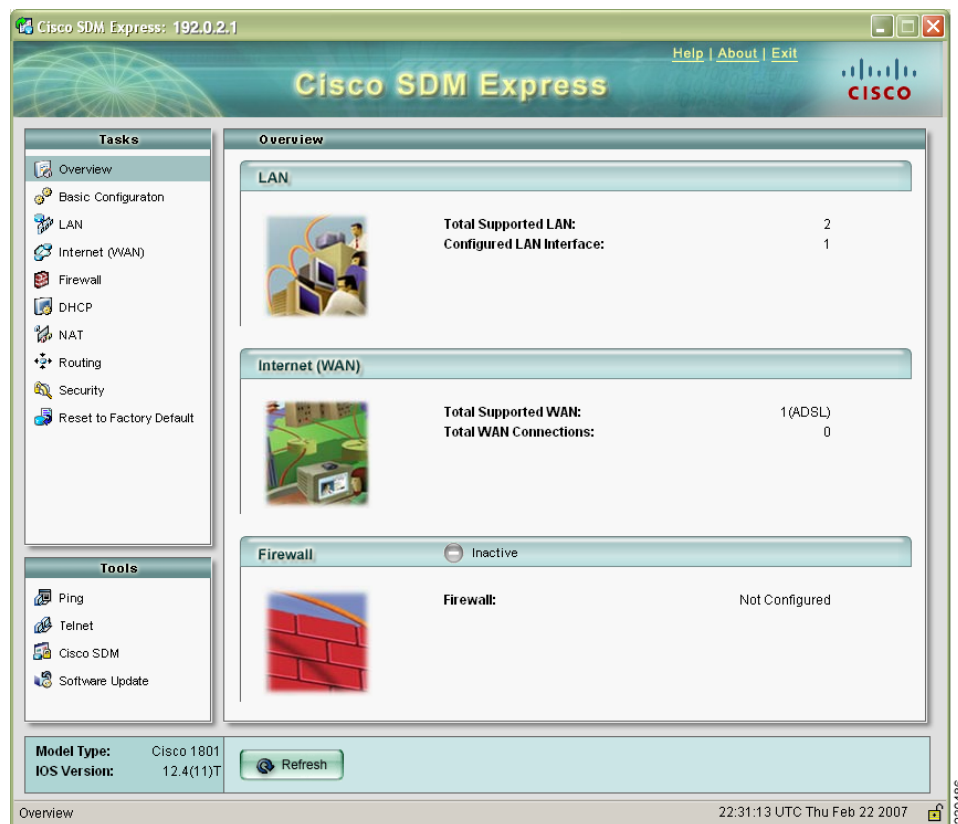 Cisco SDM Express: 192.0.2.1
Help | About | Exit
Cisco SDM Express
CISCO
Tasks
Overview
Basic Configuraton
LAN
Internet (WAN)
Firewall
DHCP
NAT
Routing
Security
Reset to Factory Default
Tools
Ping
Telnet
Cisco SDM
Software Update
Overview
LAN
Total Supported LAN: 2
Configured LAN Interface: 1
Internet (WAN)
Total Supported WAN: 1(ADSL)
Total WAN Connections: 0
Firewall Inactive
Firewall: Not Configured
Model Type: Cisco 1801
IOS Version: 12.4(11)T
Refresh
Overview 22:31:13 UTC Thu Feb 22 2007